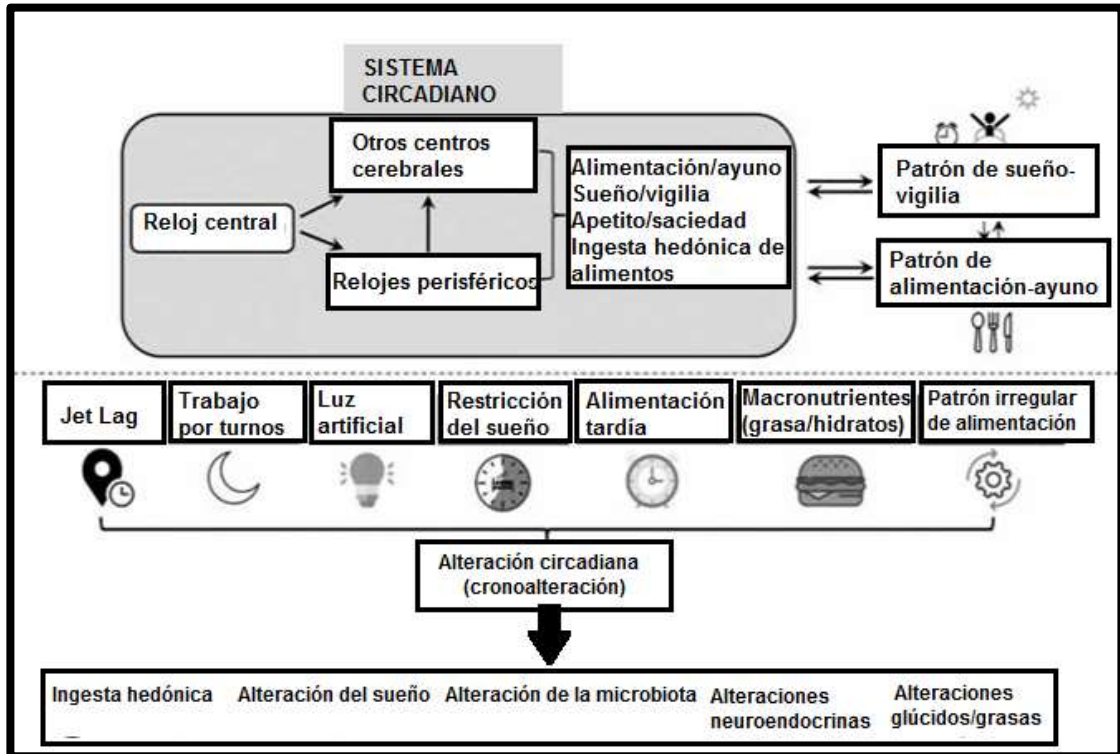 SISTEMA
CIRCADIANO
Otros centros
cerebrales
Reloj central
Relojes perisféricos
Alimentación/ayuno
Sueño/vigilia
Apetito/saciedad
Ingesta hedónica de
alimentos
Patrón de sueño-
vigilia
Patrón de
alimentación-ayuno
Jet Lag
Trabajo
por turnos
Luz
artificial
Restricción
del sueño
Alimentación
tardía
Macronutrientes
(grasa/hidratos)
Patrón irregular
de alimentación
Alteración circadiana
(cronoalteración)
Ingesta hedónica
Alteración del sueño
Alteración de la microbiota
Alteraciones
neuroendocrinas
Alteraciones
glúcidos/grasas